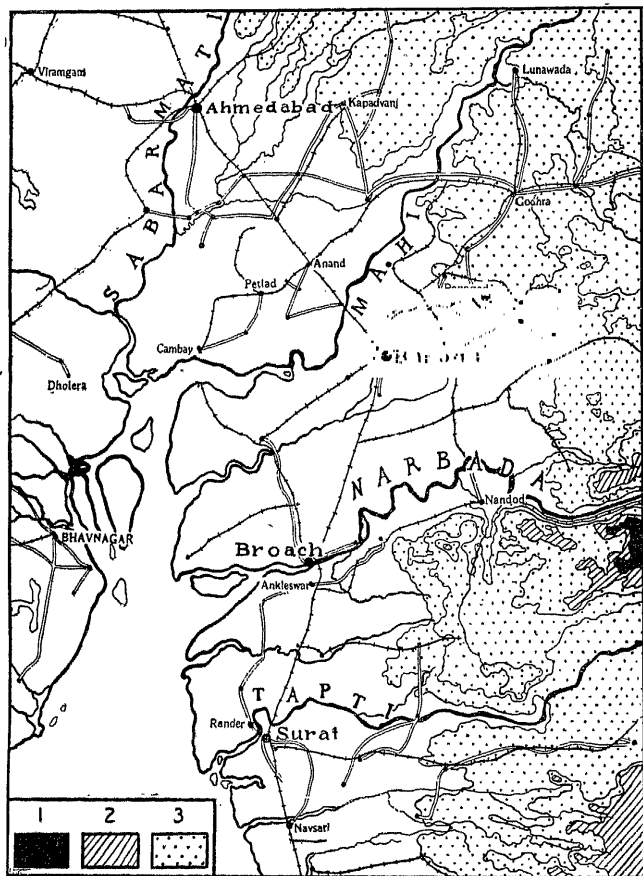 SABARMATI
Viramgam
Ahmedabad
Kapadvanj
Lunawada
Godhra
MAHI
Anand
Petlad
Cambay
Dholera
NARBADA
Nandod
BHAVNAGAR
Broach
Ankleswar
TAPTI
Rander
Surat
Navsari
1 2 3